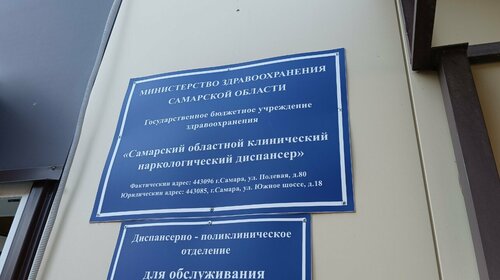 МИНИСТЕРСТВО ЗДРАВООХРАНЕНИЯ
САМАРСКОЙ ОБЛАСТИ
Государственное бюджетное учреждение
здравоохранения
«Самарский областной клинический
наркологический диспансер»
Фактический адрес: 443096 г.Самара, ул. Полевая, д.80
Юридический адрес: 443085, г.Самара, ул. Южное шоссе, д.18
Диспансерно - поликлиническое
отделение
для обслуживания